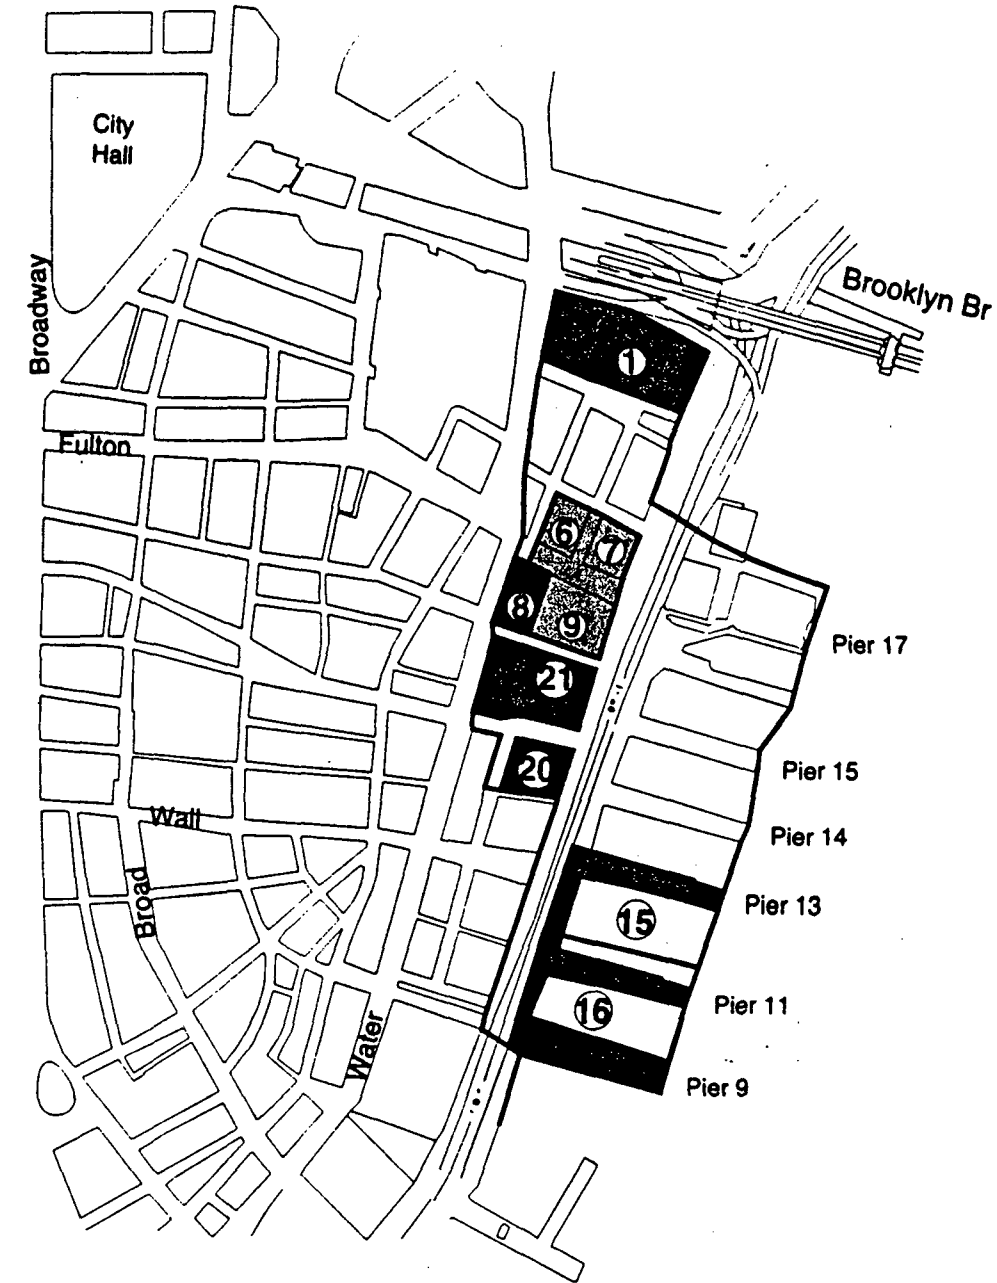 City
Hall
Broadway
Brooklyn Br
1
Fulton
6
7
8
9
Pier 17
21
20
Pier 15
Wall
Pier 14
Broad
Pier 13
15
Pier 11
16
Water
Pier 9